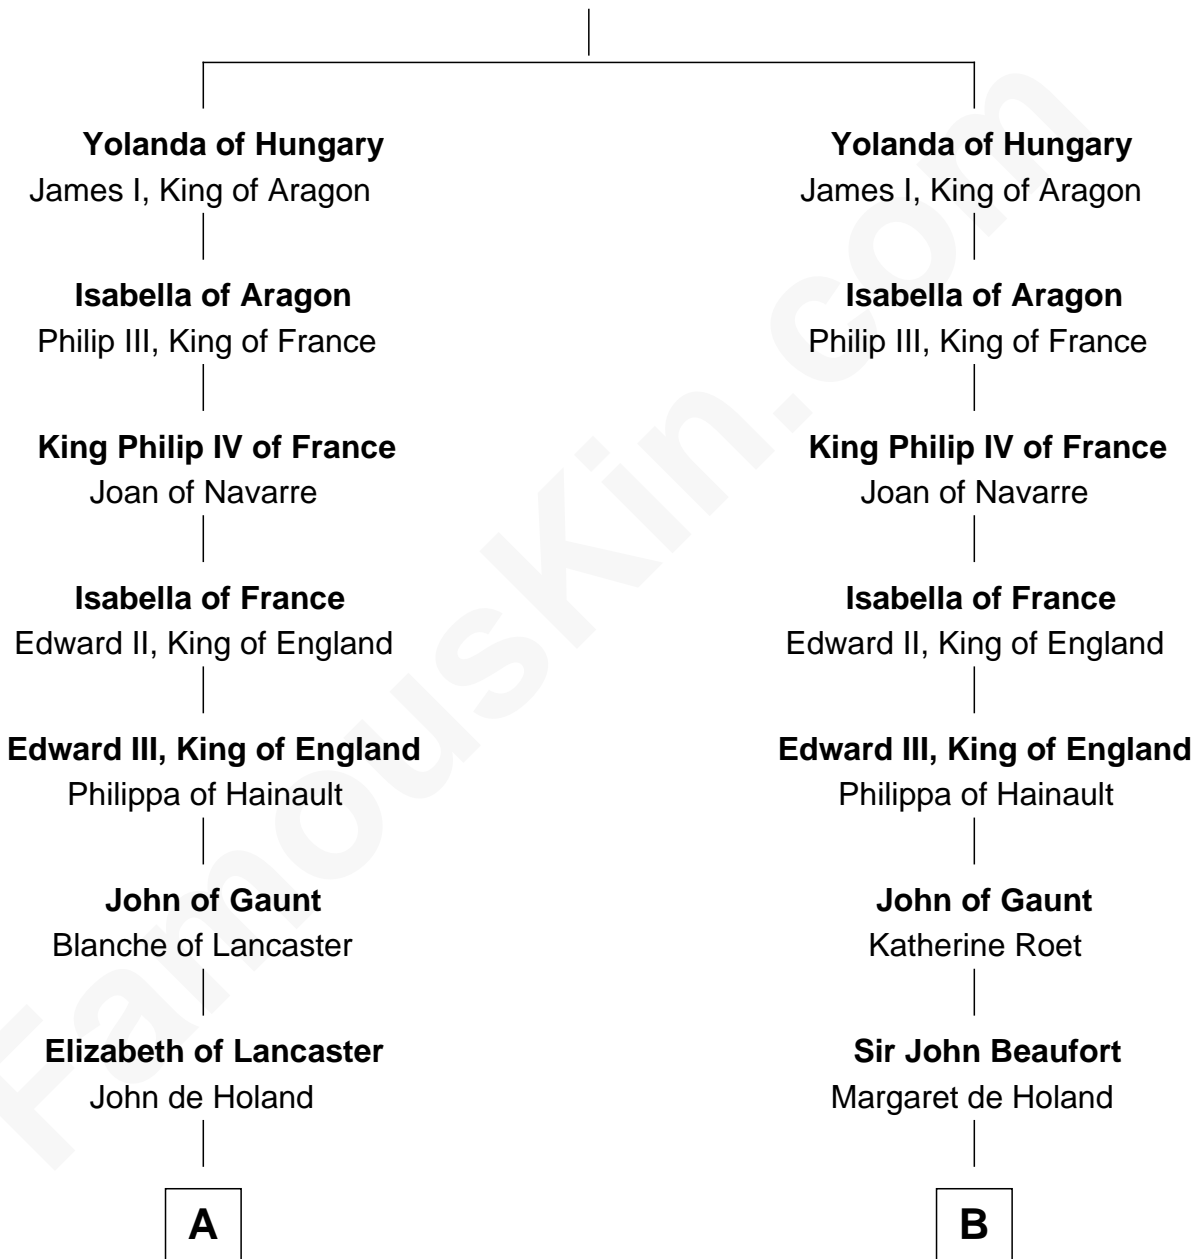 Yolanda of Hungary
James I, King of Aragon
Isabella of Aragon
Philip III, King of France
King Philip IV of France
Joan of Navarre
Isabella of France
Edward II, King of England
Edward III, King of England
Philippa of Hainault
John of Gaunt
Blanche of Lancaster
Elizabeth of Lancaster
John de Holand
A
Yolanda of Hungary
James I, King of Aragon
Isabella of Aragon
Philip III, King of France
King Philip IV of France
Joan of Navarre
Isabella of France
Edward II, King of England
Edward III, King of England
Philippa of Hainault
John of Gaunt
Katherine Roet
Sir John Beaufort
Margaret de Holand
B
FamousKin.com